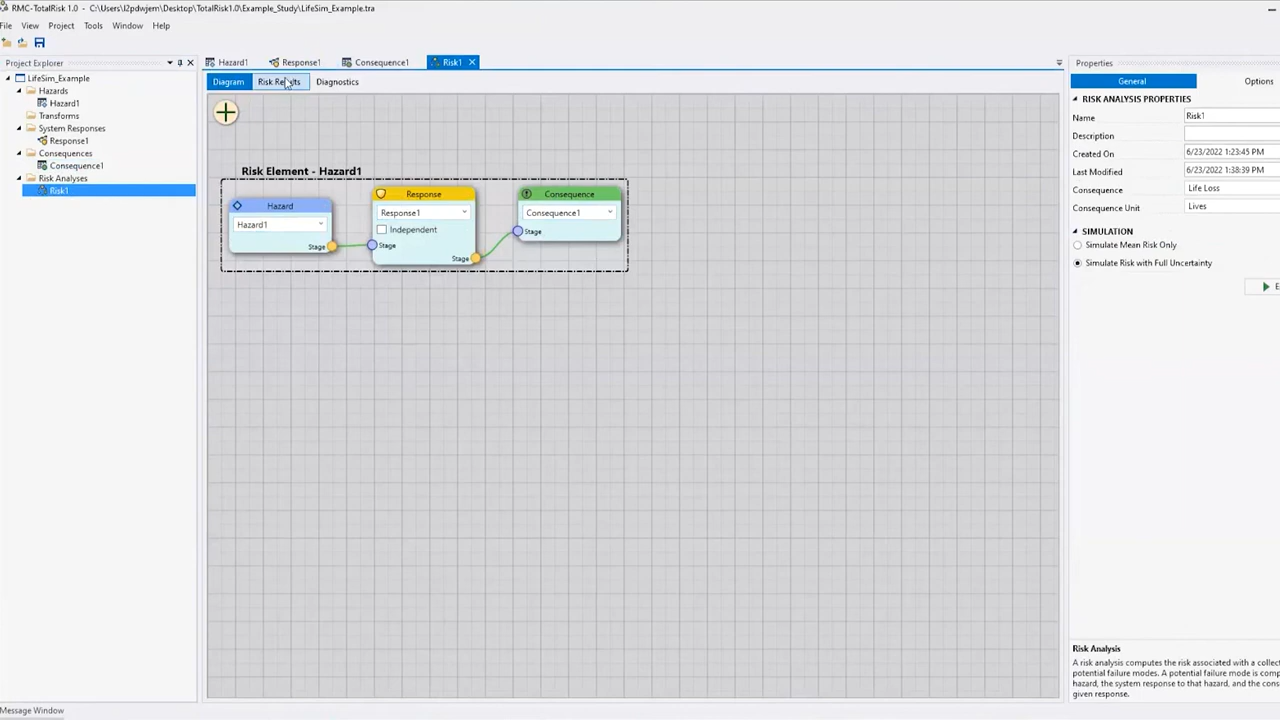 RMC-TotalRisk 1.0 - C:\Users\l2pdwjem\Desktop\TotalRisk1.0\Example_Study\LifeSim_Example.tra
File View Project Tools Window Help
Project Explorer
LifeSim_Example
Hazards
Hazard1
Transforms
System Responses
Response1
Consequences
Consequence1
Risk Analyses
Risk1
Hazard1 Response1 Consequence1 Risk1
Diagram Risk Results Diagnostics
Risk Element - Hazard1
Hazard
Hazard1
Stage
Response
Response1
Independent
Stage
Stage
Consequence
Consequence1
Stage
Properties
General Options
RISK ANALYSIS PROPERTIES
Name Risk1
Description
Created On 6/23/2022 1:23:45 PM
Last Modified 6/23/2022 1:38:39 PM
Consequence Life Loss
Consequence Unit Lives
SIMULATION
Simulate Mean Risk Only
Simulate Risk with Full Uncertainty
E
Risk Analysis
A risk analysis computes the risk associated with a collect
potential failure modes. A potential failure mode is comp
hazard, the system response to that hazard, and the cons
given response.
Message Window